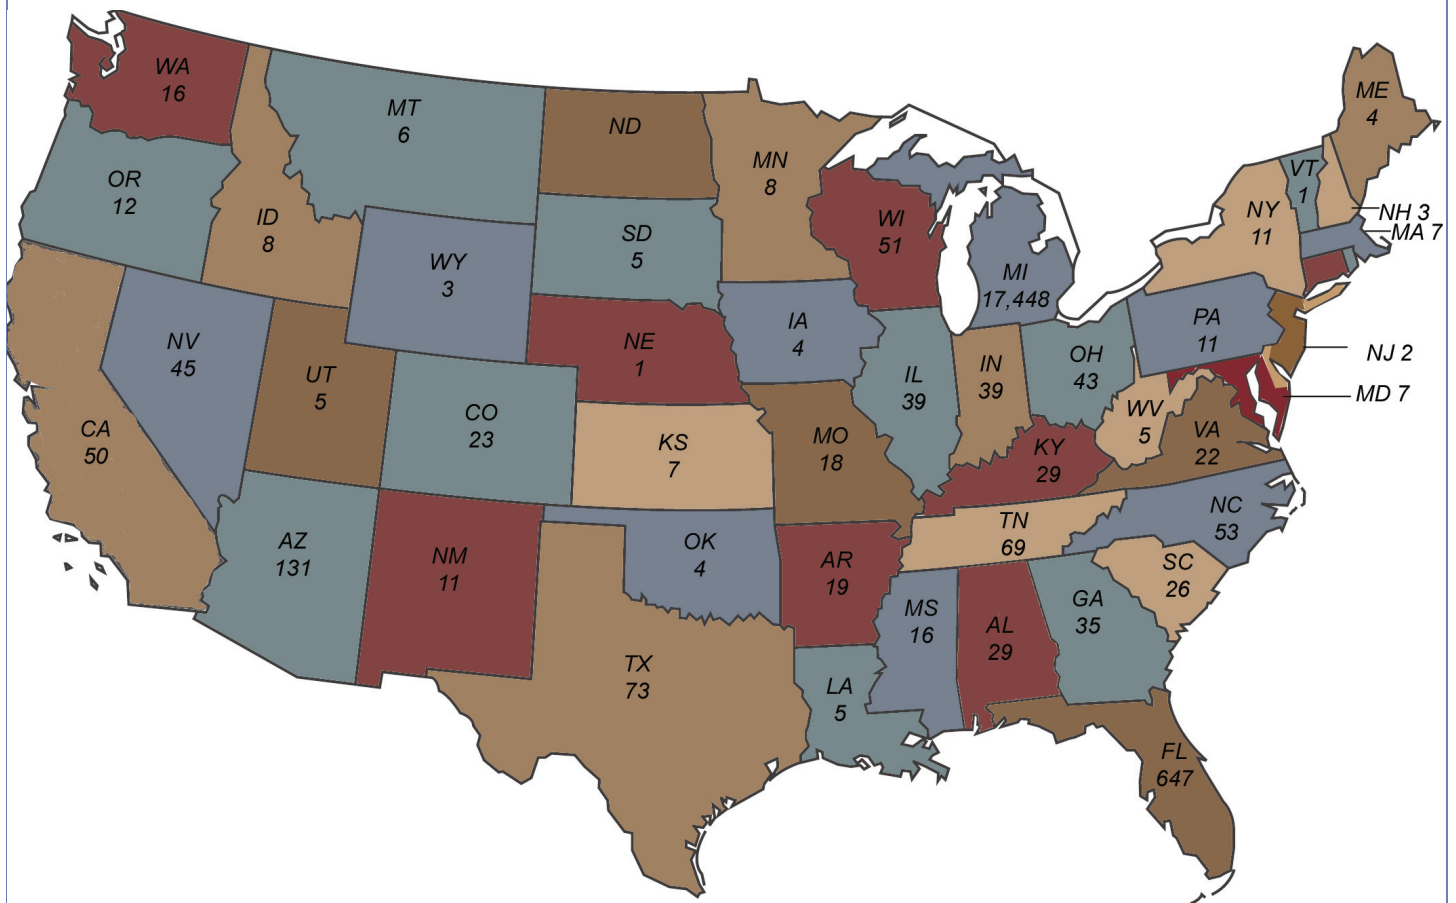 WA
16
MT
6
ND
MN
8
ME
4
OR
12
ID
8
SD
5
WI
51
NY
11
VT
1
NH 3
MA 7
WY
3
MI
17,448
NV
45
UT
5
NE
1
IA
4
PA
11
NJ 2
CO
23
IL
39
IN
39
OH
43
MD 7
CA
50
KS
7
MO
18
KY
29
WV
5
VA
22
AZ
131
NM
11
OK
4
AR
19
TN
69
NC
53
SC
26
TX
73
LA
5
MS
16
AL
29
GA
35
FL
647